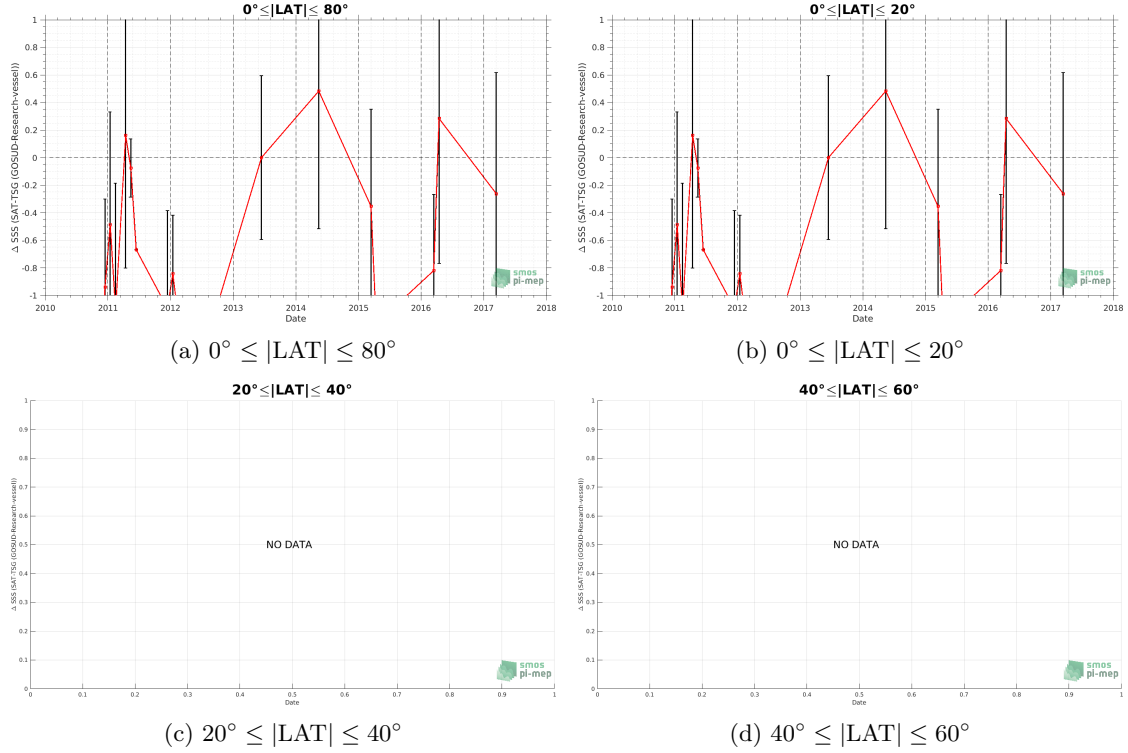 0°≤|LAT|≤ 80°
Δ SSS (SAT-TSG (GOSUD-Research-vessel))
1
0.8
0.6
0.4
0.2
0
-0.2
-0.4
-0.6
-0.8
-1
2010 2011 2012 2013 2014 2015 2016 2017 2018
Date
smos
pi-mep
(a) 0° ≤ |LAT| ≤ 80°
0°≤|LAT|≤ 20°
Δ SSS (SAT-TSG (GOSUD-Research-vessel))
1
0.8
0.6
0.4
0.2
0
-0.2
-0.4
-0.6
-0.8
-1
2010 2011 2012 2013 2014 2015 2016 2017 2018
Date
smos
pi-mep
(b) 0° ≤ |LAT| ≤ 20°
20°≤|LAT|≤ 40°
Δ SSS (SAT-TSG (GOSUD-Research-vessel))
1
0.9
0.8
0.7
0.6
0.5
0.4
0.3
0.2
0.1
0
NO DATA
0 0.1 0.2 0.3 0.4 0.5 0.6 0.7 0.8 0.9 1
Date
smos
pi-mep
(c) 20° ≤ |LAT| ≤ 40°
40°≤|LAT|≤ 60°
Δ SSS (SAT-TSG (GOSUD-Research-vessel))
1
0.9
0.8
0.7
0.6
0.5
0.4
0.3
0.2
0.1
0
NO DATA
0 0.1 0.2 0.3 0.4 0.5 0.6 0.7 0.8 0.9 1
Date
smos
pi-mep
(d) 40° ≤ |LAT| ≤ 60°